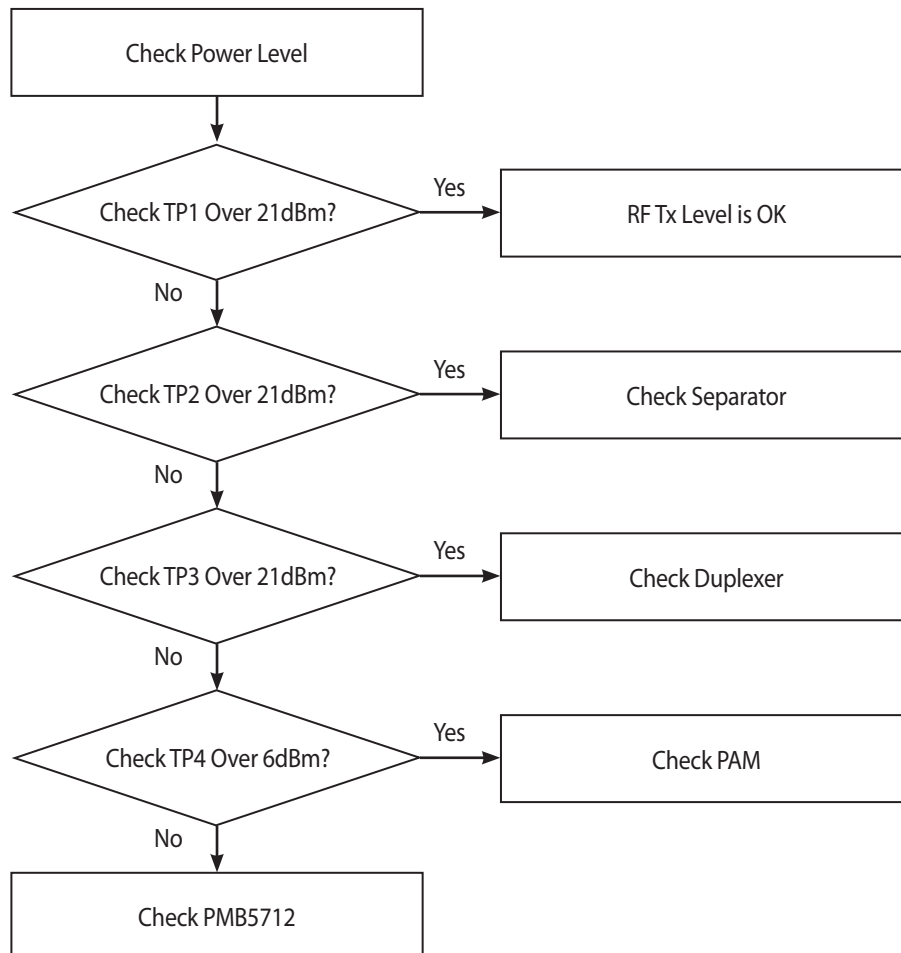 Check Power Level
Check TP1 Over 21dBm?
Yes
RF Tx Level is OK
No
Check TP2 Over 21dBm?
Yes
Check Separator
No
Check TP3 Over 21dBm?
Yes
Check Duplexer
No
Check TP4 Over 6dBm?
Yes
Check PAM
No
Check PMB5712